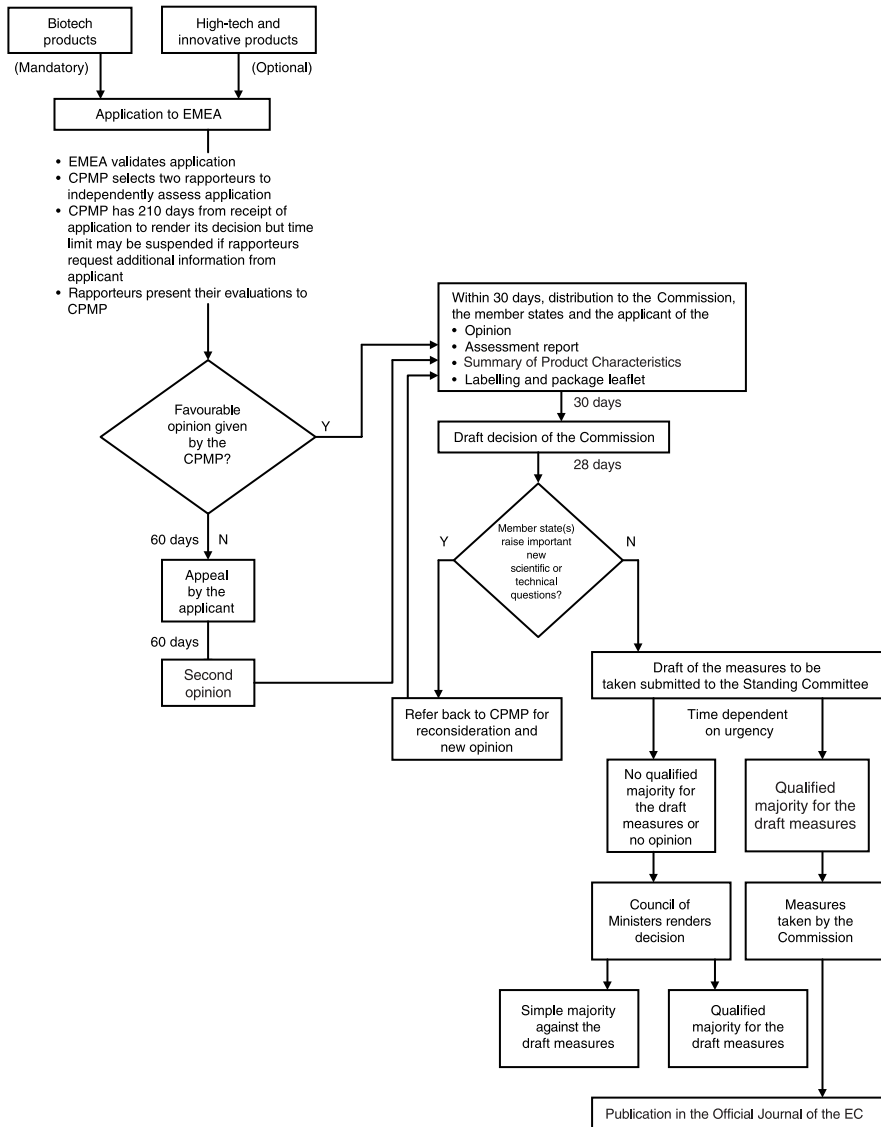 Biotech
products
High-tech and
innovative products
(Mandatory)
(Optional)
Application to EMEA
• EMEA validates application
• CPMP selects two rapporteurs to
independently assess application
• CPMP has 210 days from receipt of
application to render its decision but time
limit may be suspended if rapporteurs
request additional information from
applicant
• Rapporteurs present their evaluations to
CPMP
Favourable
opinion given
by the
CPMP?
Y
60 days
N
Appeal
by the
applicant
60 days
Second
opinion
Within 30 days, distribution to the Commission,
the member states and the applicant of the
• Opinion
• Assessment report
• Summary of Product Characteristics
• Labelling and package leaflet
30 days
Draft decision of the Commission
28 days
Member state(s)
raise important
new
scientific or
technical
questions?
Y
N
Refer back to CPMP for
reconsideration and
new opinion
Draft of the measures to be
taken submitted to the Standing Committee
Time dependent
on urgency
No qualified
majority for
the draft
measures or
no opinion
Qualified
majority for the
draft measures
Council of
Ministers renders
decision
Measures
taken by the
Commission
Simple majority
against the
draft measures
Qualified
majority for the
draft measures
Publication in the Official Journal of the EC